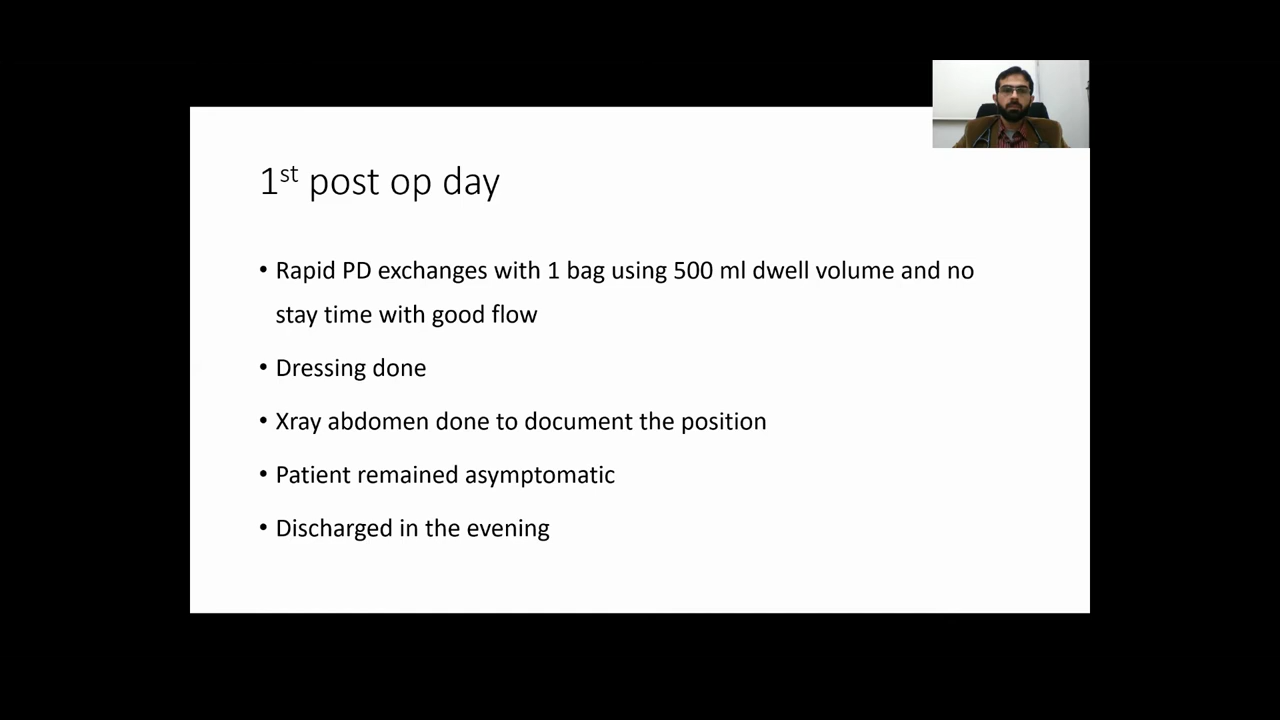 1st post op day
• Rapid PD exchanges with 1 bag using 500 ml dwell volume and no
stay time with good flow
• Dressing done
• Xray abdomen done to document the position
• Patient remained asymptomatic
• Discharged in the evening